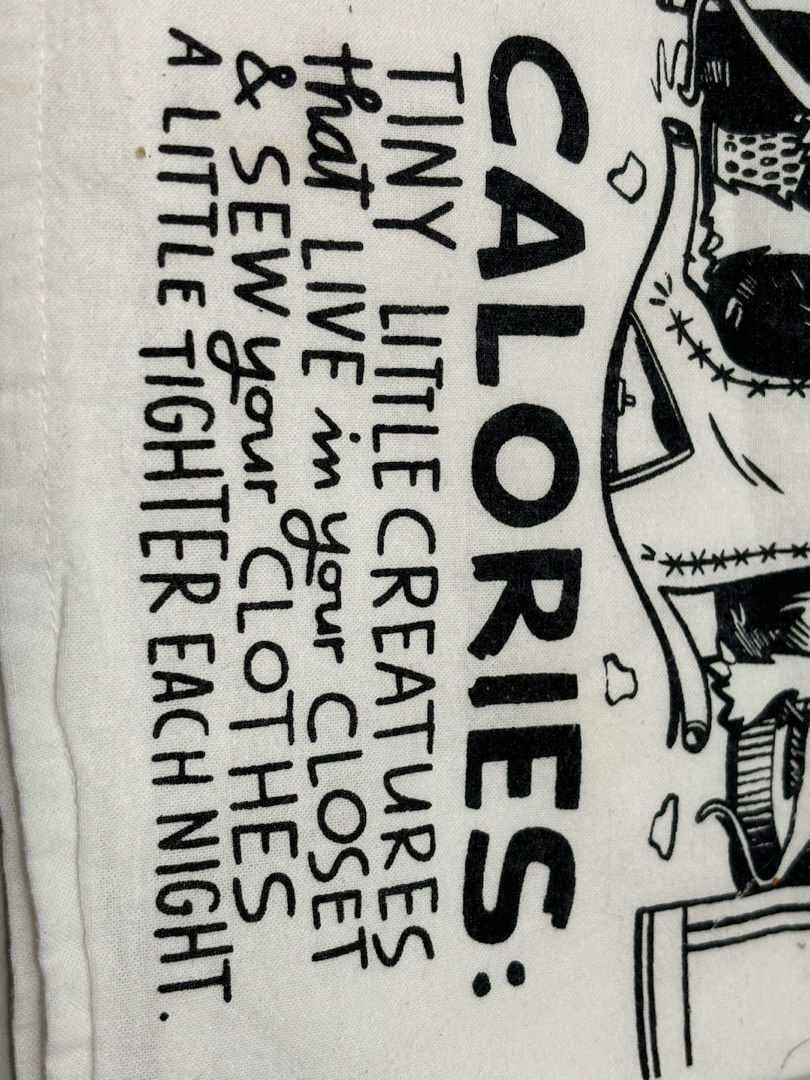 CALORIES:
TINY LITTLE CREATURES
that LIVE in your CLOSET
& SEW your CLOTHES
A LITTLE TIGHTER EACH NIGHT.